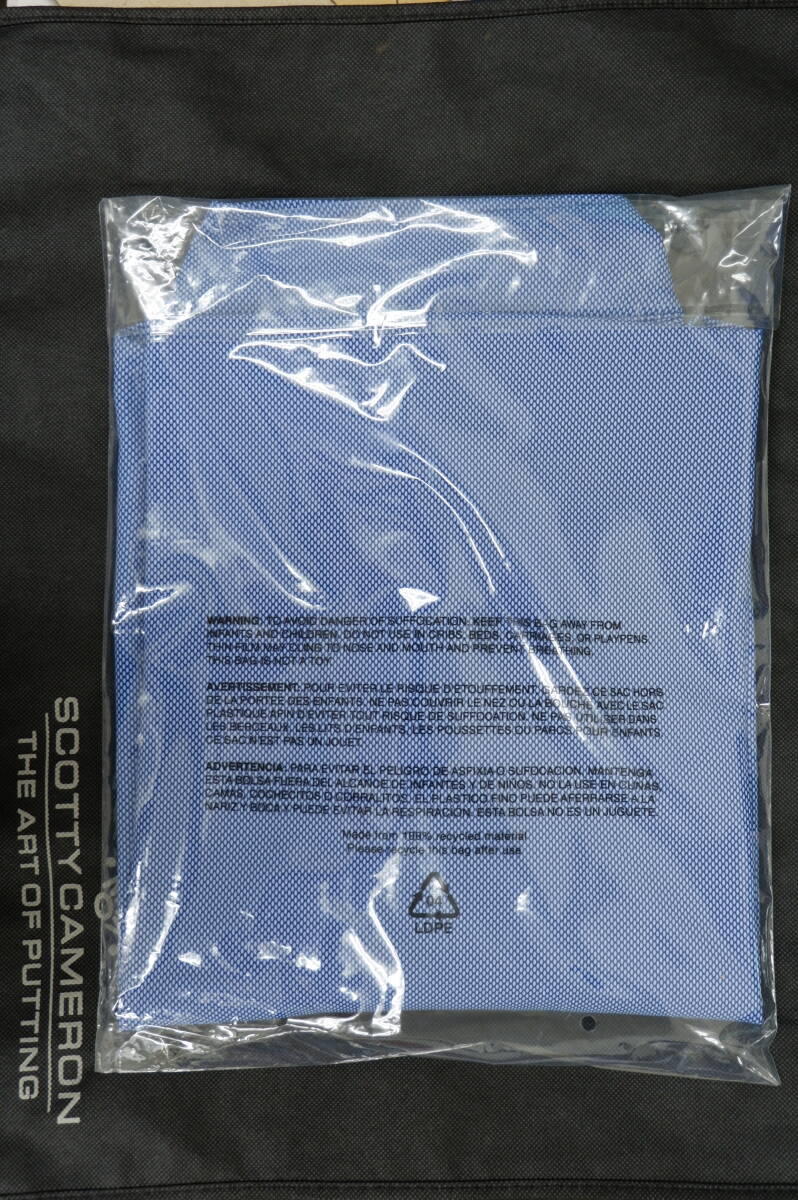 WARNING: TO AVOID DANGER OF SUFFOCATION, KEEP THIS BAG AWAY FROM
INFANTS AND CHILDREN. DO NOT USE IN CRIBS, BEDS, CARRIAGES, OR PLAYPENS.
THIN FILM MAY CLING TO NOSE AND MOUTH AND PREVENT BREATHING.
THIS BAG IS NOT A TOY.
AVERTISSEMENT: POUR EVITER LE RISQUE D'ETOUFFEMENT, GARDEZ CE SAC HORS
DE LA PORTEE DES ENFANTS. NE PAS COUVRIR LE NEZ OU LA BOUCHE AVEC LE SAC
PLASTIQUE AFIN D'EVITER TOUT RISQUE DE SUFFOCATION. NE PAS UTILISER DANS
LES BERCEAUX, LES LITS D'ENFANTS, LES POUSSETTES OU PARCS POUR ENFANTS.
CE SAC N'EST PAS UN JOUET.
ADVERTENCIA: PARA EVITAR EL PELIGRO DE ASFIXIA O SUFOCACION, MANTENGA
ESTA BOLSA FUERA DEL ALCANCE DE INFANTES Y DE NIÑOS. NO LA USE EN CUNAS,
CAMAS, COCHECITOS O CORRALITOS. EL PLASTICO FINO PUEDE AFERRARSE A LA
NARIZ Y BOCA Y PUEDE EVITAR LA RESPIRACION. ESTA BOLSA NO ES UN JUGUETE.
Made from 100% recycled material
Please recycle this bag after use
04
LDPE
SCOTTY CAMERON
THE ART OF PUTTING